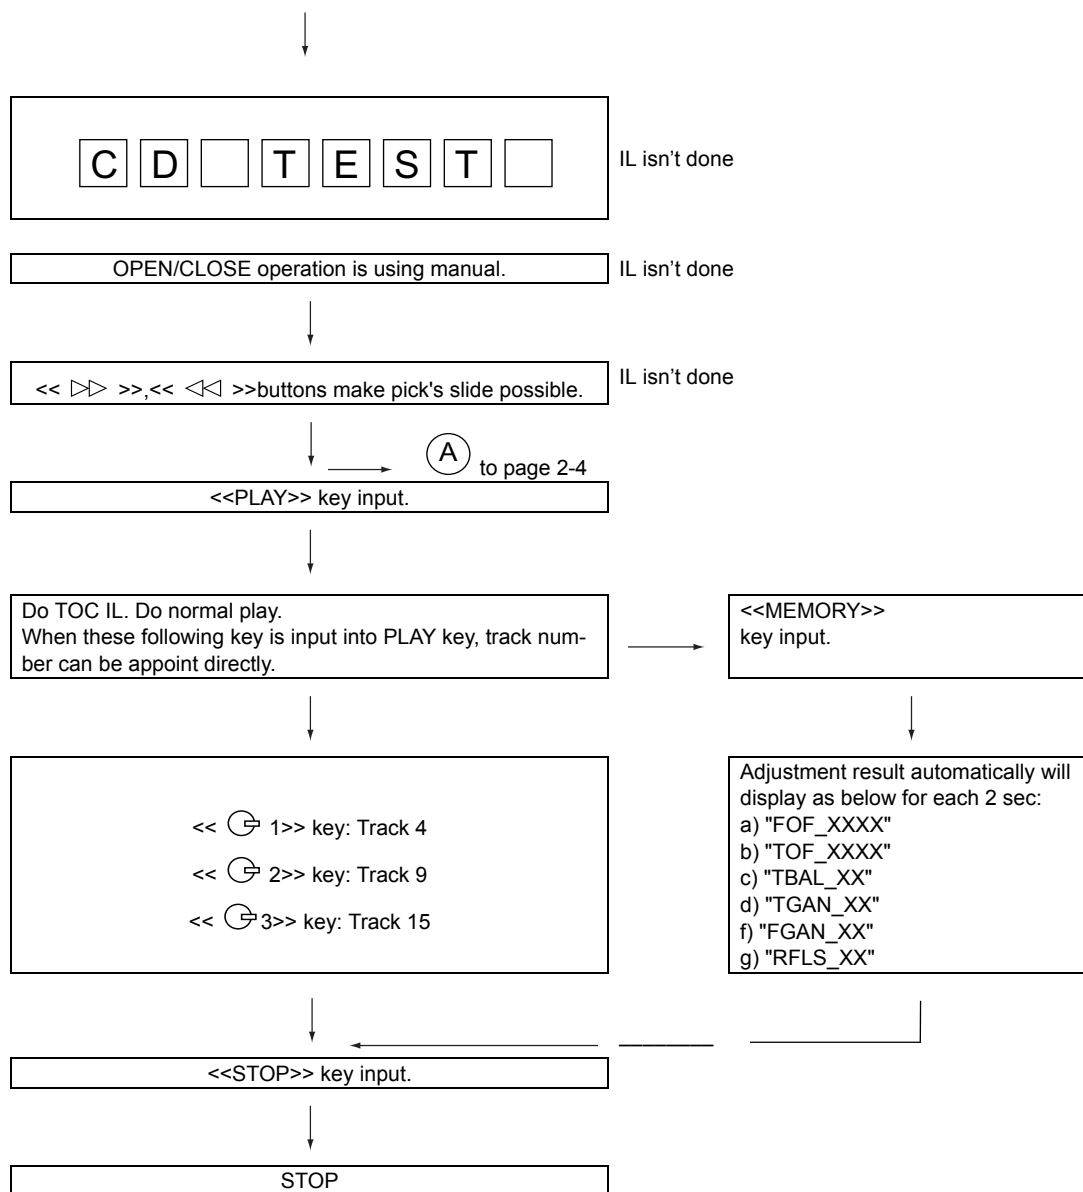 CD TEST
IL isn't done
OPEN/CLOSE operation is using manual.
IL isn't done
<< ▷▷ >>,<< ◁◁ >>buttons make pick's slide possible.
IL isn't done
A
to page 2-4
<<PLAY>> key input.
Do TOC IL. Do normal play.
When these following key is input into PLAY key, track num-
ber can be appoint directly.
<<MEMORY>>
key input.
<< 1>> key: Track 4
<< 2>> key: Track 9
<< 3>> key: Track 15
Adjustment result automatically will
display as below for each 2 sec:
a) "FOF_XXXX"
b) "TOF_XXXX"
c) "TBAL_XX"
d) "TGAN_XX"
f) "FGAN_XX"
g) "RFLS_XX"
<<STOP>> key input.
STOP